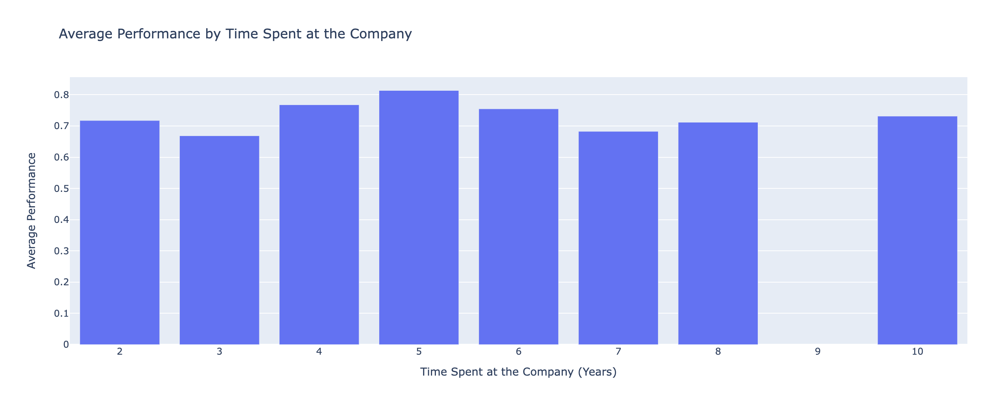 Average Performance by Time Spent at the Company
Average Performance
0.8
0.7
0.6
0.5
0.4
0.3
0.2
0.1
0
2 3 4 5 6 7 8 9 10
Time Spent at the Company (Years)